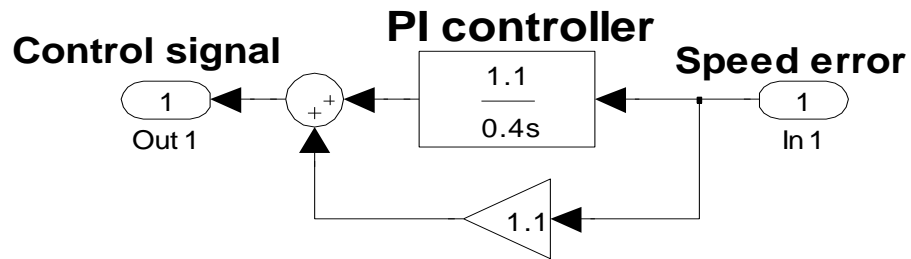 PI controller
Control signal
Speed error
1
Out 1
+
+
1.1
0.4s
1
In 1
1.1